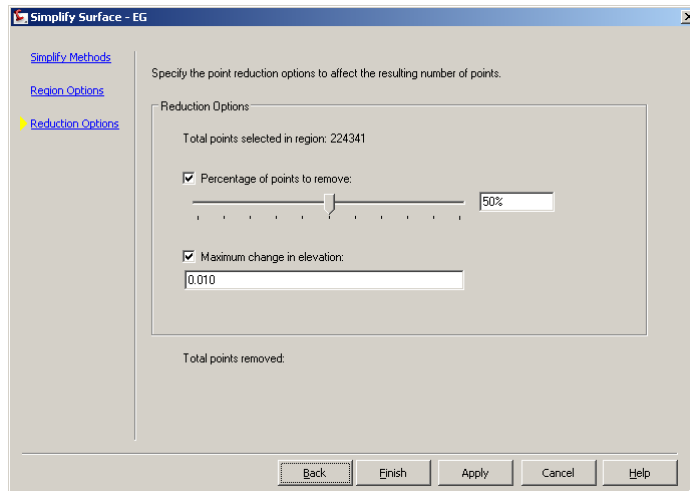 Simplify Surface - EG
Simplify Methods
Region Options
Reduction Options
Specify the point reduction options to affect the resulting number of points.
Reduction Options
Total points selected in region: 224341
Percentage of points to remove:
50%
Maximum change in elevation:
0.010
Total points removed:
Back
Finish
Apply
Cancel
Help